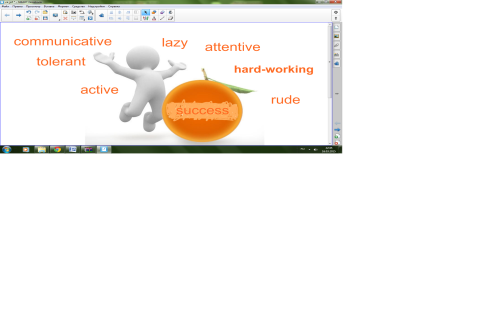 communicative
lazy
attentive
tolerant
hard-working
active
rude
success